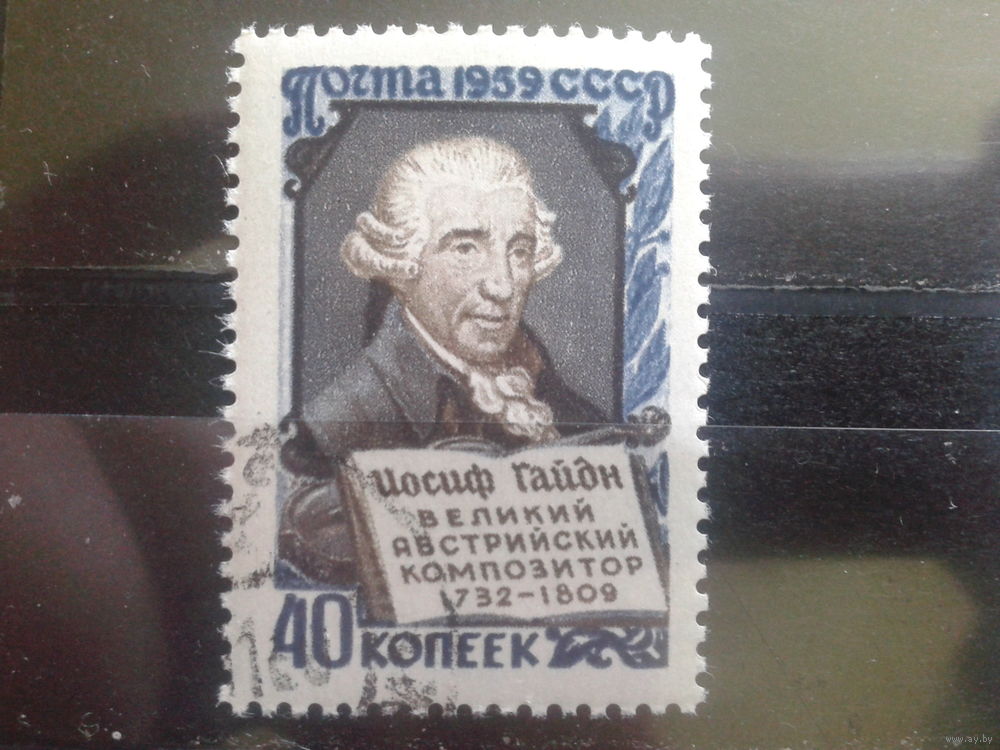 Почта 1959 СССР
Иосиф Гайдн
ВЕЛИКИЙ
АВСТРИЙСКИЙ
КОМПОЗИТОР
1732-1809
40 КОПЕЕК
www.ay.by